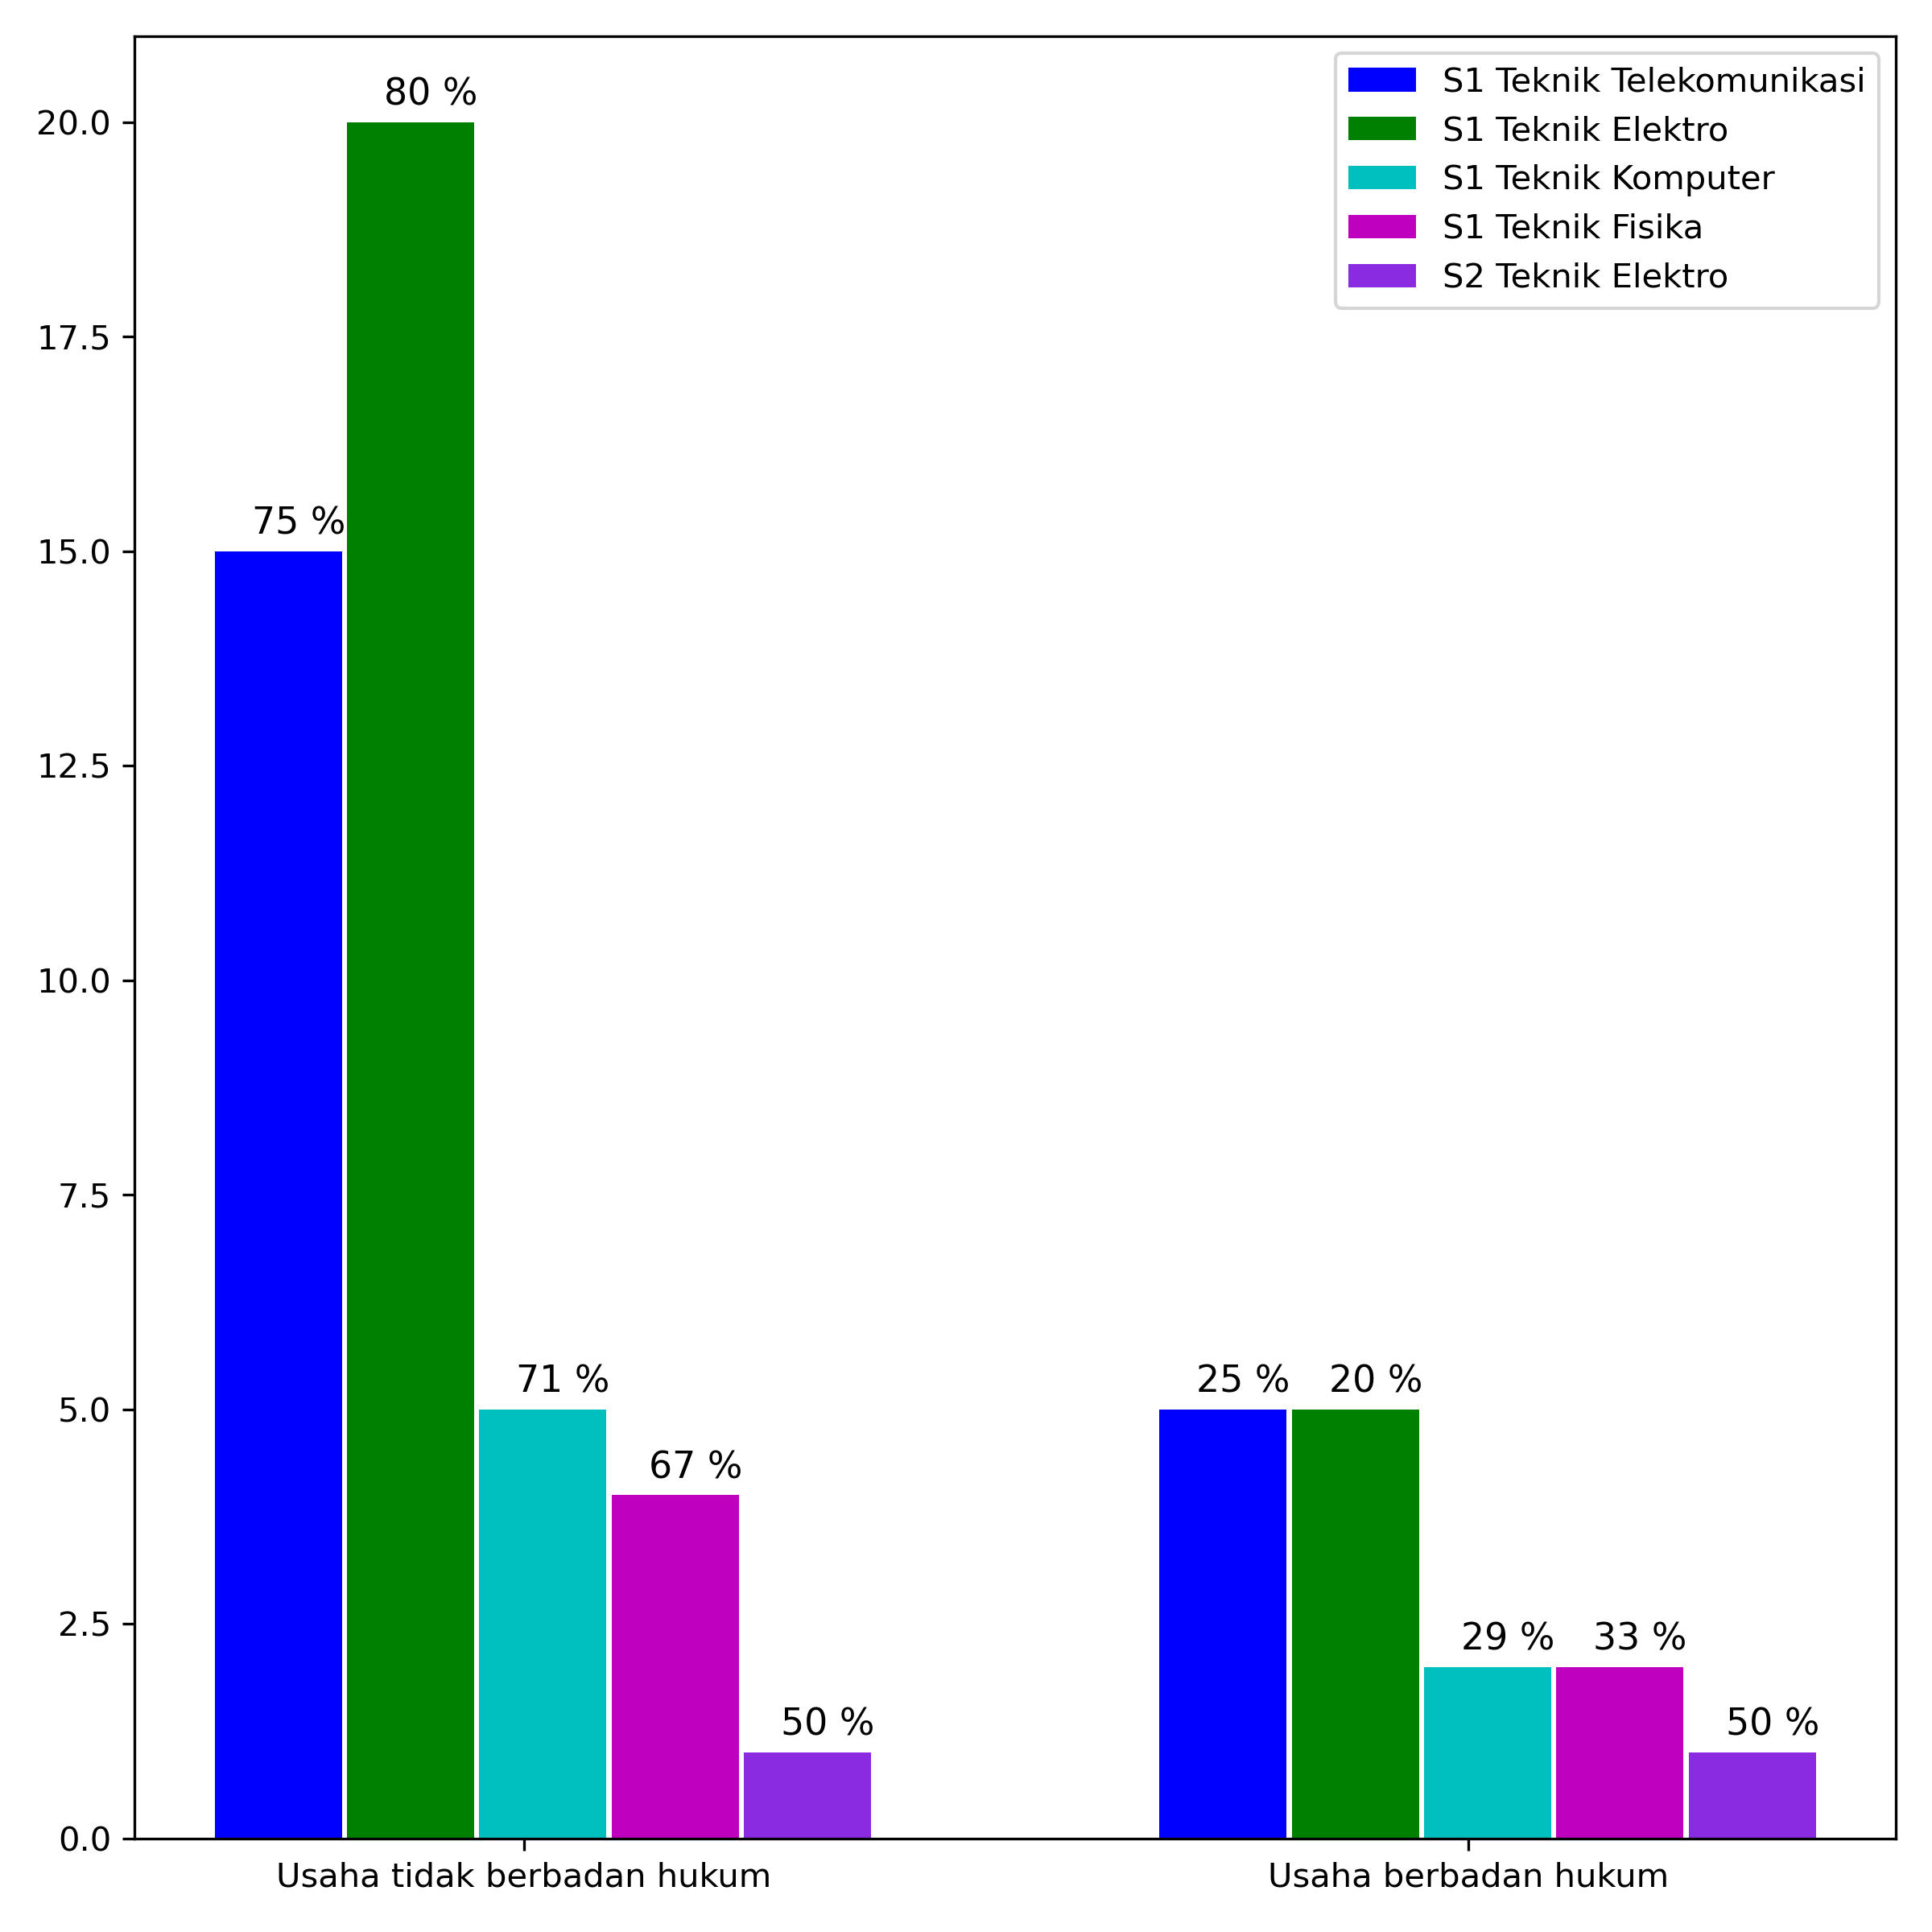 80 %
75 %
71 %
67 %
50 %
25 %
20 %
29 %
33 %
50 %
S1 Teknik Telekomunikasi
S1 Teknik Elektro
S1 Teknik Komputer
S1 Teknik Fisika
S2 Teknik Elektro
20.0
17.5
15.0
12.5
10.0
7.5
5.0
2.5
0.0
Usaha tidak berbadan hukum
Usaha berbadan hukum